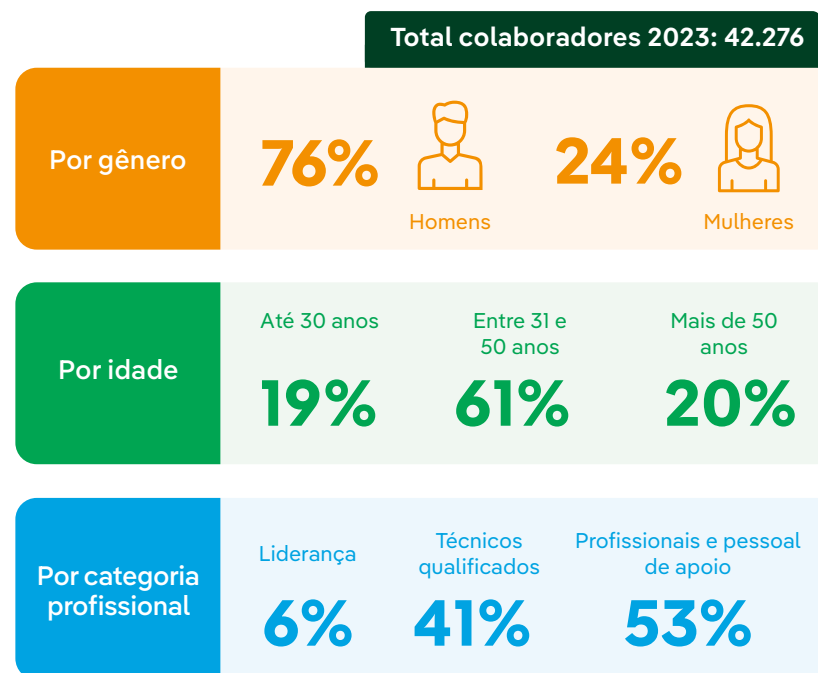 Total colaboradores 2023: 42.276
Por gênero
76%
Homens
24%
Mulheres
Por idade
Até 30 anos
19%
Entre 31 e
50 anos
61%
Mais de 50
anos
20%
Por categoria
profissional
Liderança
6%
Técnicos
qualificados
41%
Profissionais e pessoal
de apoio
53%